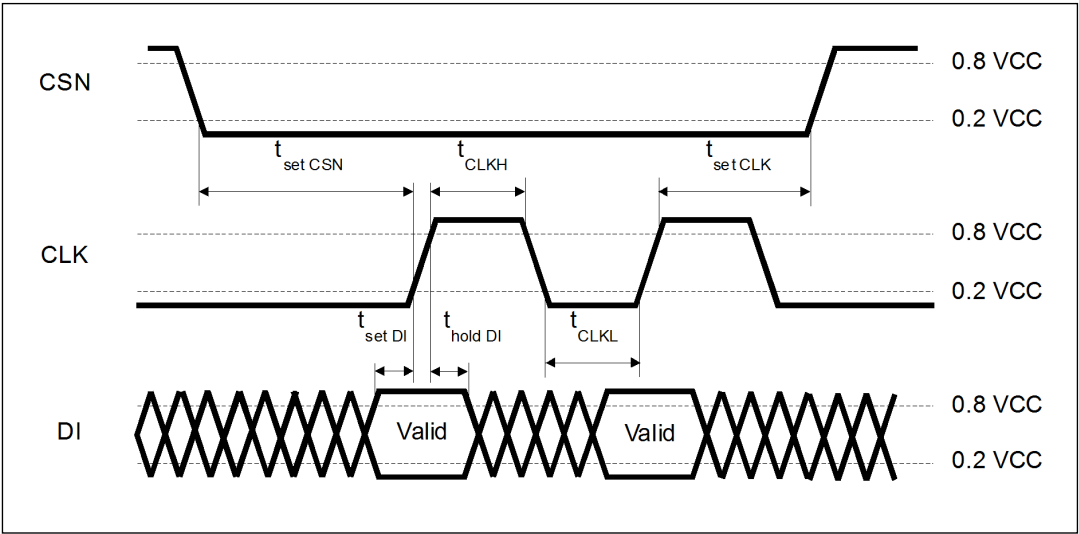 CSN
0.8 VCC
0.2 VCC
t set CSN
t CLKH
t set CLK
CLK
0.8 VCC
0.2 VCC
t set DI
t hold DI
t CLKL
DI
Valid
Valid
0.8 VCC
0.2 VCC